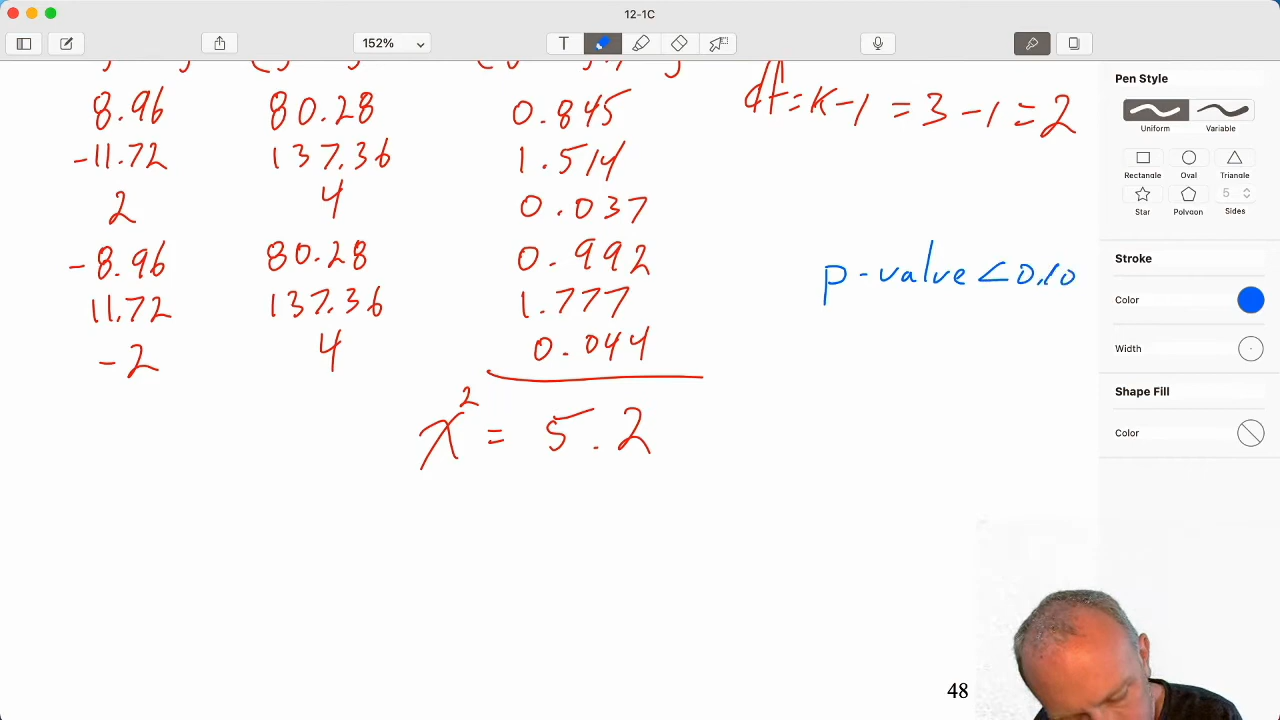 12-1C
152%
T
Pen Style
Uniform Variable
Rectangle Oval Triangle
Star Polygon 5 Sides
Stroke
Color
Width
Shape Fill
Color
df = k-1 = 3-1 = 2
8.96 80.28 0.845
-11.72 137.36 1.514
2 4 0.037
-8.96 80.28 0.992
11.72 137.36 1.777
-2 4 0.044
χ² = 5.2
p-value < 0.10
48